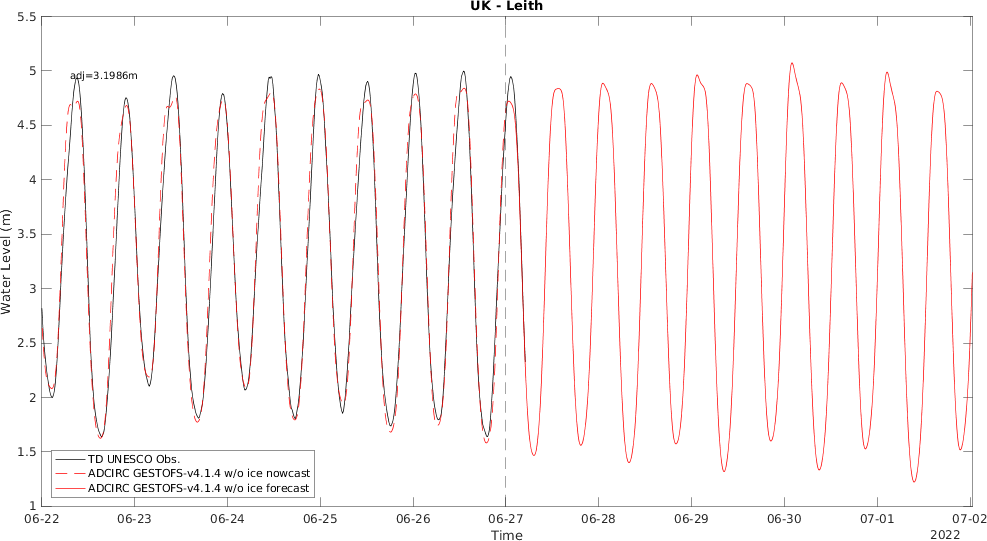 UK - Leith
5.5
5
4.5
4
3.5
3
2.5
2
1.5
1
Water Level (m)
adj=3.1986m
TD UNESCO Obs.
ADCIRC GESTOFS-v4.1.4 w/o ice nowcast
ADCIRC GESTOFS-v4.1.4 w/o ice forecast
06-22 06-23 06-24 06-25 06-26 06-27 06-28 06-29 06-30 07-01 07-02
Time
2022